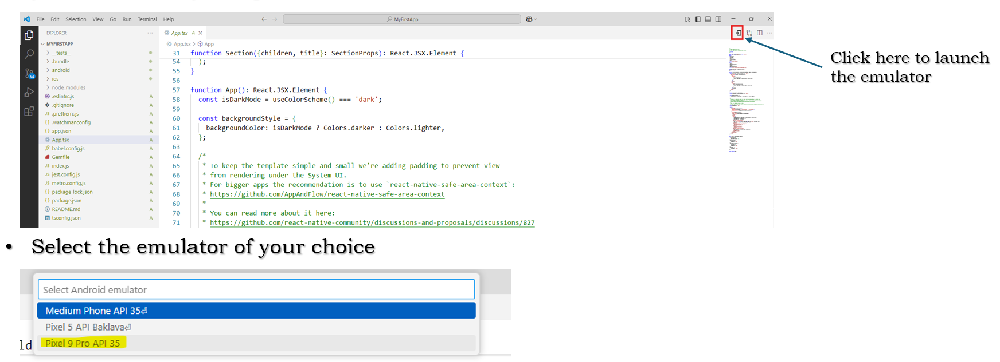 File Edit Selection View Go Run Terminal Help
MyFirstApp
EXPLORER
App.tsx A
MYFIRSTAPP
App.tsx > App
__tests__
.bundle
android
ios
node_modules
.eslintrc.js A
.gitignore A
.prettierrc.js A
.watchmanconfig A
app.json A
App.tsx A
babel.config.js A
Gemfile A
index.js A
jest.config.js A
metro.config.js A
package-lock.json A
package.json A
README.md A
tsconfig.json A
54
31 function Section({children, title}: SectionProps): React.JSX.Element {
54 );
55 }
56
57 function App(): React.JSX.Element {
58 const isDarkMode = useColorScheme() === 'dark';
59
60 const backgroundStyle = {
61 backgroundColor: isDarkMode ? Colors.darker : Colors.lighter,
62 };
63
64 /*
65 * To keep the template simple and small we're adding padding to prevent view
66 * from rendering under the System UI.
67 * For bigger apps the recommendation is to use `react-native-safe-area-context`:
68 * https://github.com/AppAndFlow/react-native-safe-area-context
69 *
70 * You can read more about it here:
71 * https://github.com/react-native-community/discussions-and-proposals/discussions/827
Click here to launch
the emulator
• Select the emulator of your choice
Select Android emulator
Medium Phone API 35⏎
Pixel 5 API Baklava⏎
Pixel 9 Pro API 35
ld